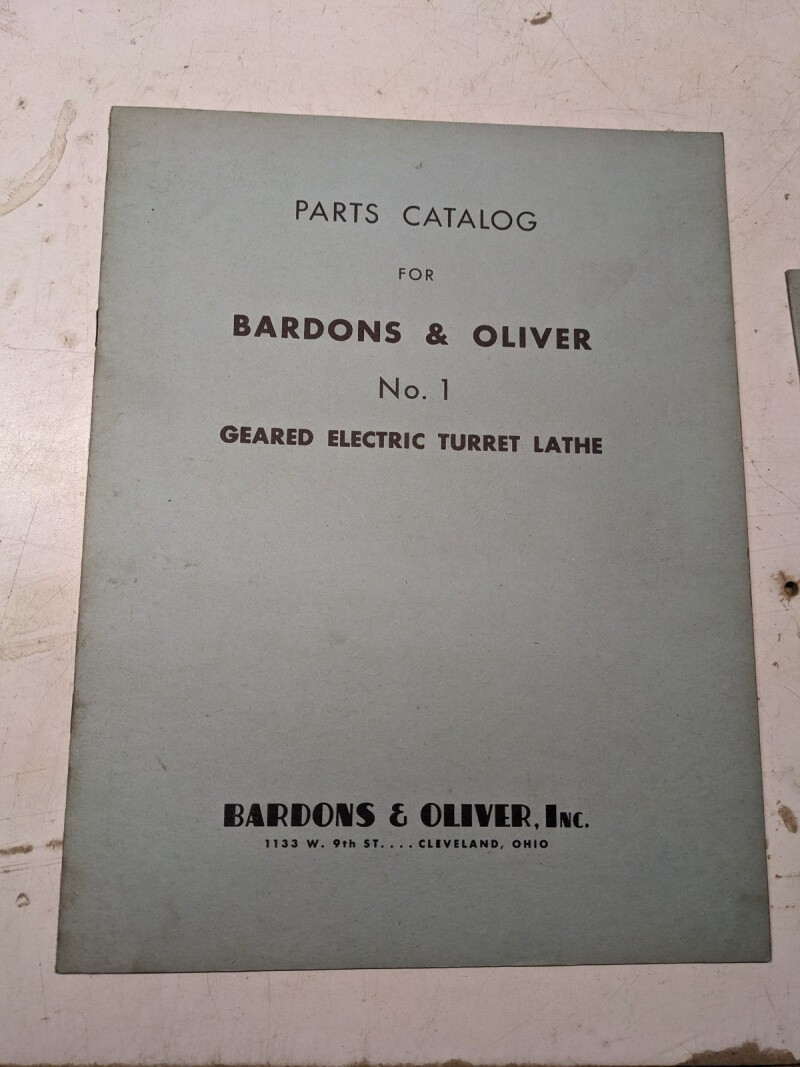 PARTS CATALOG
FOR
BARDONS & OLIVER
No. 1
GEARED ELECTRIC TURRET LATHE
BARDONS & OLIVER, INC.
1133 W. 9th ST. . . . CLEVELAND, OHIO